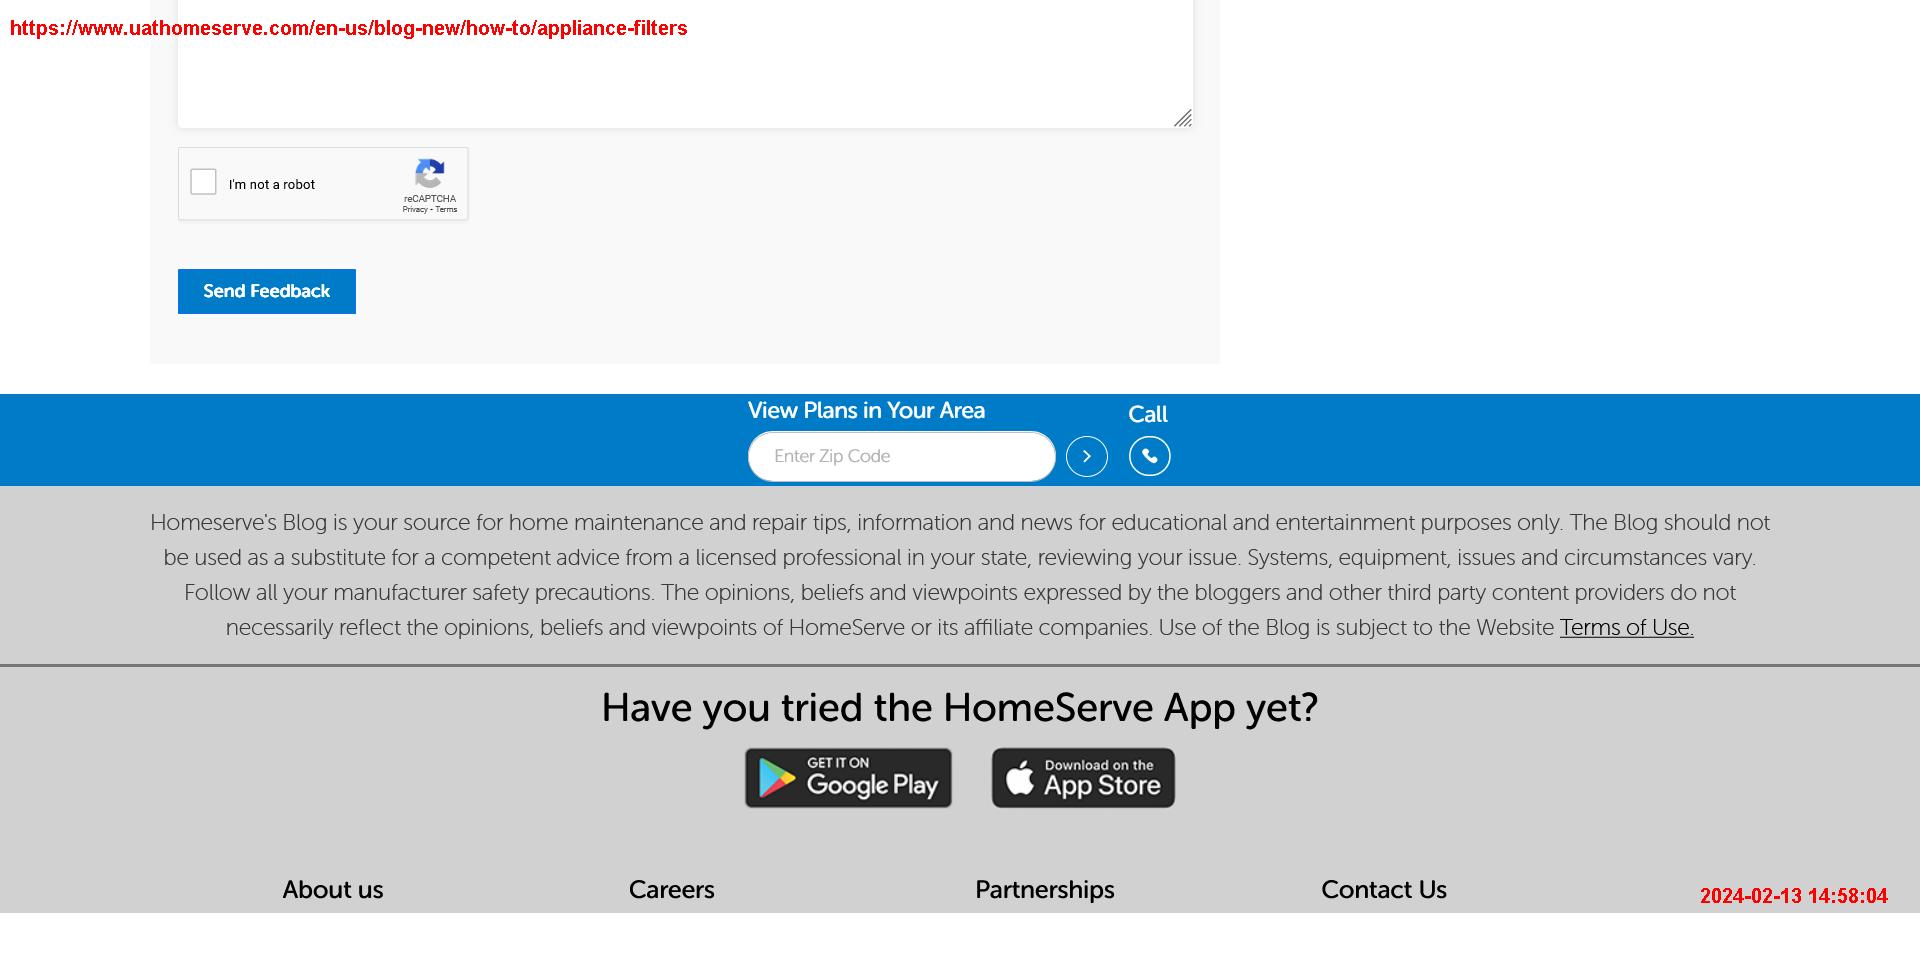 https://www.uathomeserve.com/en-us/blog-new/how-to/appliance-filters
I'm not a robot
reCAPTCHA
Privacy - Terms
Send Feedback
View Plans in Your Area
Call
Enter Zip Code
Homeserve's Blog is your source for home maintenance and repair tips, information and news for educational and entertainment purposes only. The Blog should not
be used as a substitute for a competent advice from a licensed professional in your state, reviewing your issue. Systems, equipment, issues and circumstances vary.
Follow all your manufacturer safety precautions. The opinions, beliefs and viewpoints expressed by the bloggers and other third party content providers do not
necessarily reflect the opinions, beliefs and viewpoints of HomeServe or its affiliate companies. Use of the Blog is subject to the Website Terms of Use.
Have you tried the HomeServe App yet?
GET IT ON
Google Play
Download on the
App Store
About us
Careers
Partnerships
Contact Us
2024-02-13 14:58:04